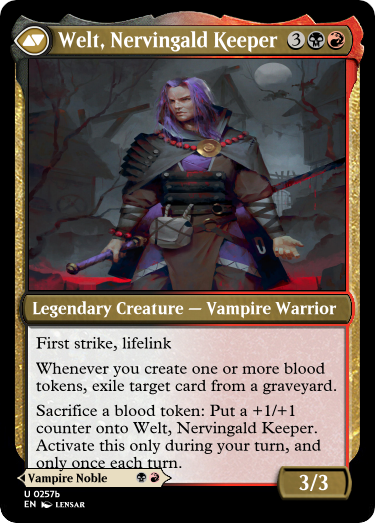 Welt, Nervingald Keeper 3
Legendary Creature — Vampire Warrior
First strike, lifelink
Whenever you create one or more blood
tokens, exile target card from a graveyard.
Sacrifice a blood token: Put a +1/+1
counter onto Welt, Nervingald Keeper.
Activate this only during your turn, and
only once each turn.
Vampire Noble
3/3
U 0257b
EN LENSAR